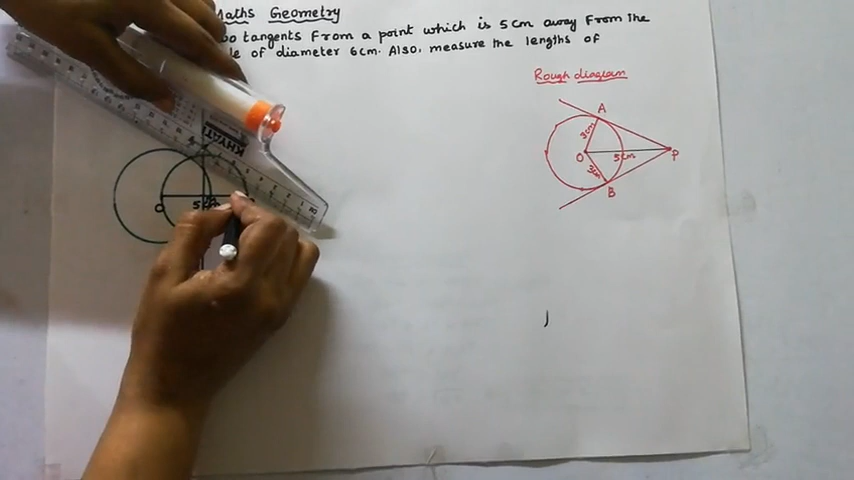 Maths Geometry
tangents from a point which is 5cm away from the
of diameter 6cm. Also, measure the lengths of
Rough diagram
A
3cm
O
5cm
P
3cm
B
KHYATI
O
5cm